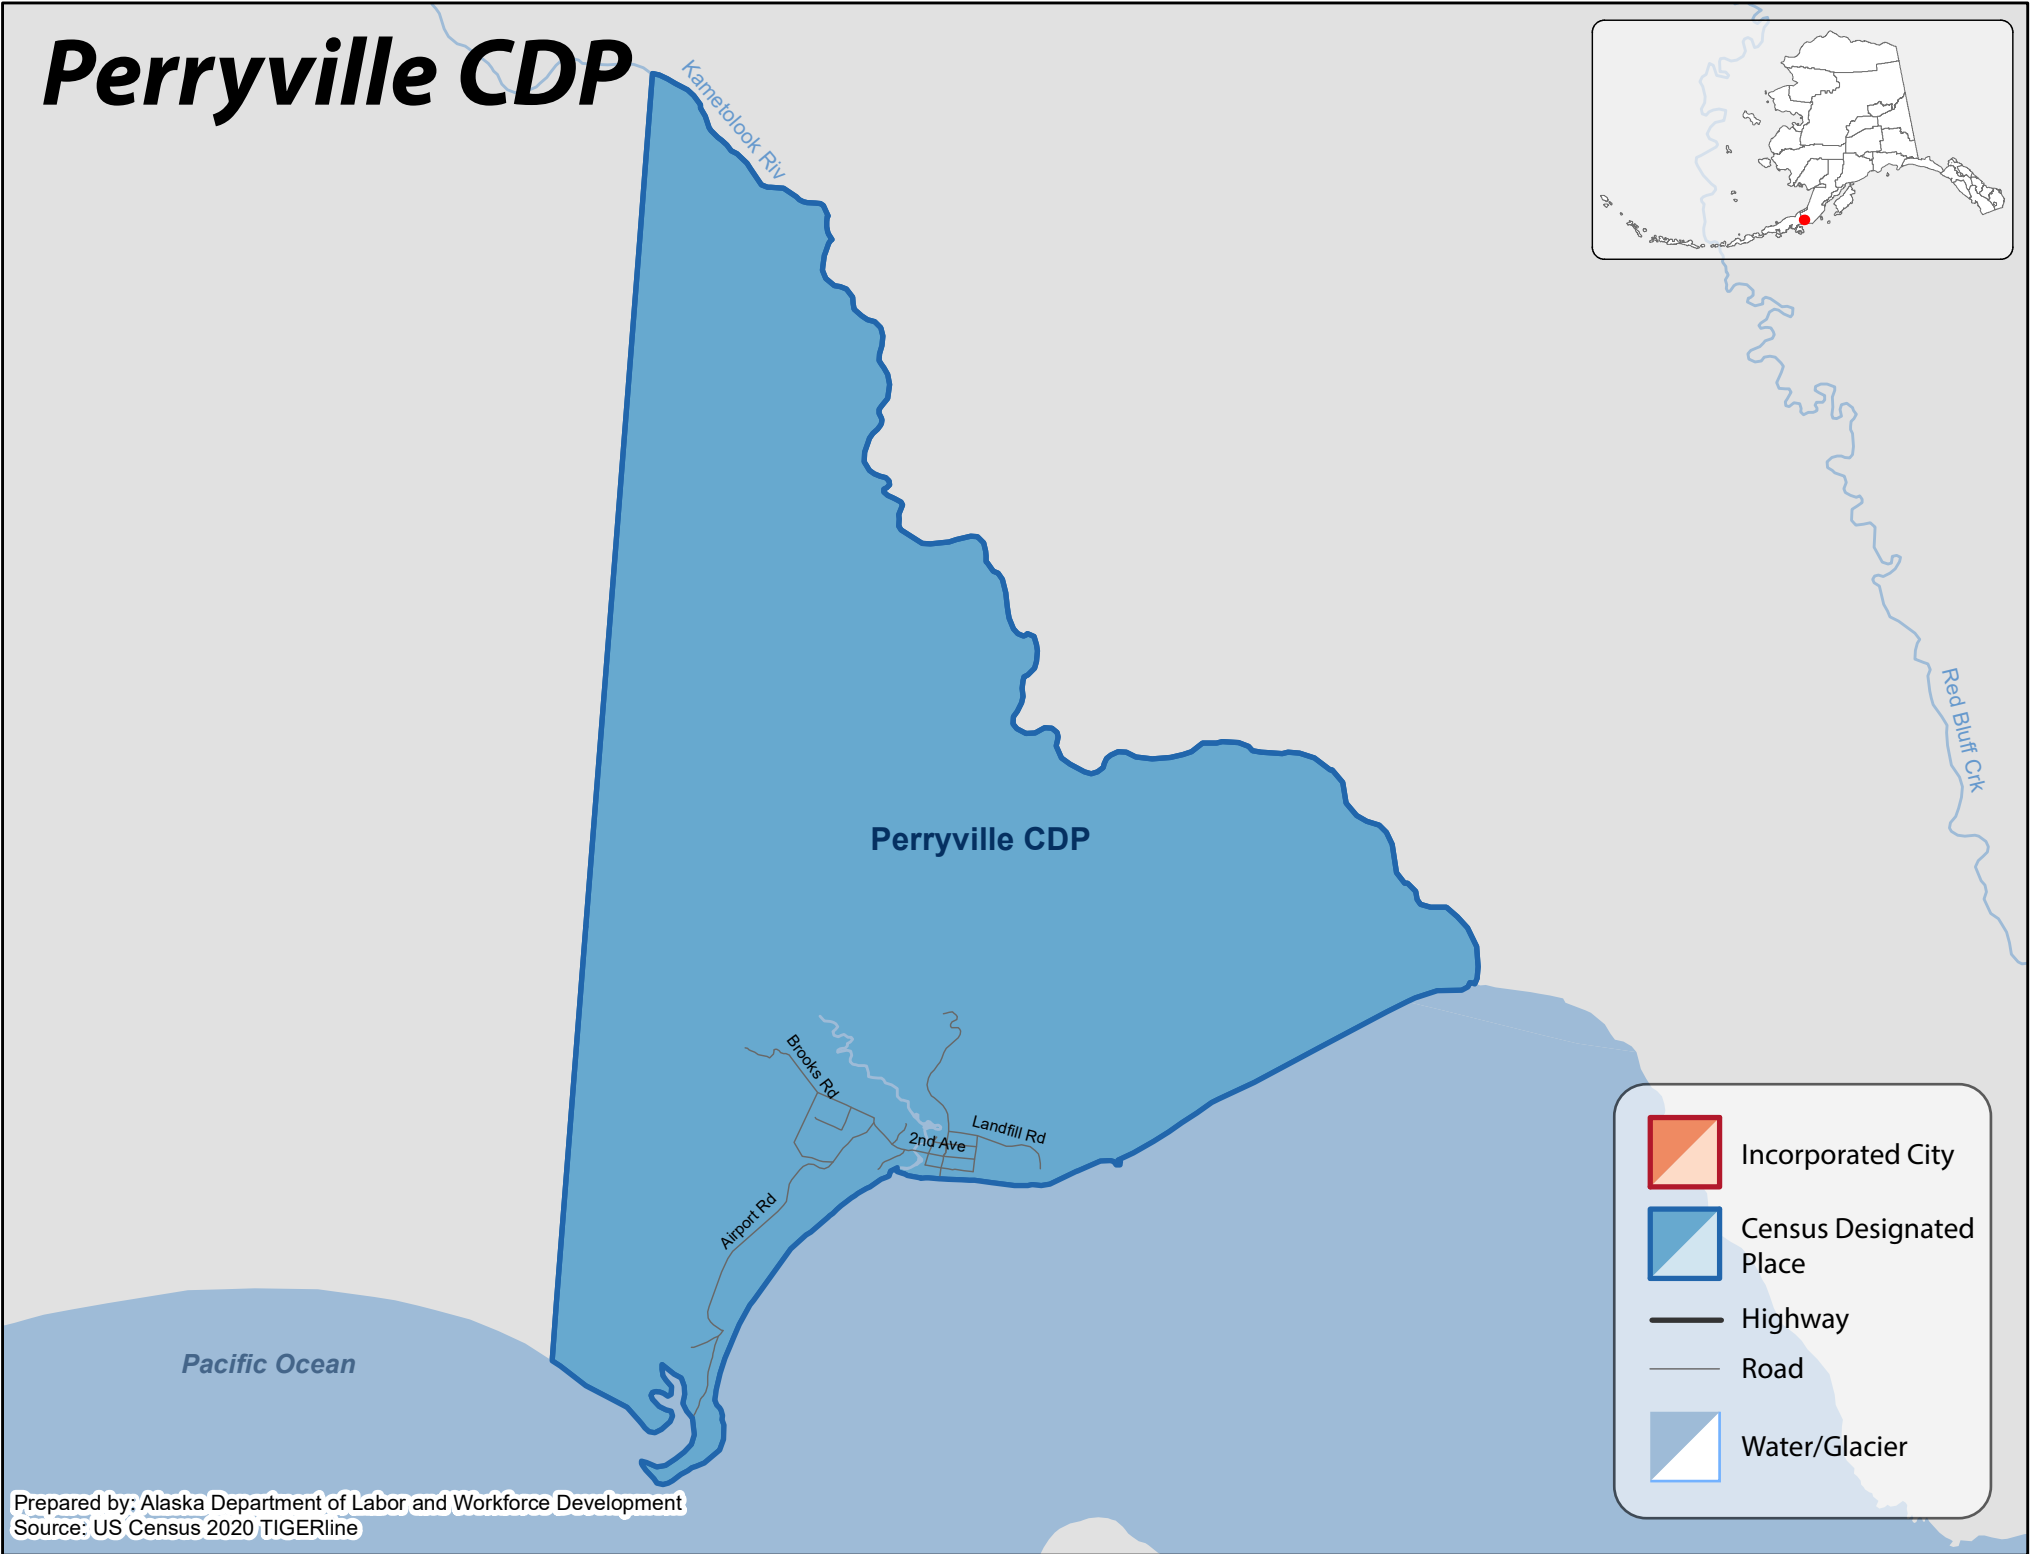 Perryville CDP
Kametolook Riv
Red Bluff Crk
Perryville CDP
Brooks Rd
Landfill Rd
2nd Ave
Airport Rd
Pacific Ocean
Incorporated City
Census Designated
Place
Highway
Road
Water/Glacier
Prepared by: Alaska Department of Labor and Workforce Development
Source: US Census 2020 TIGERline